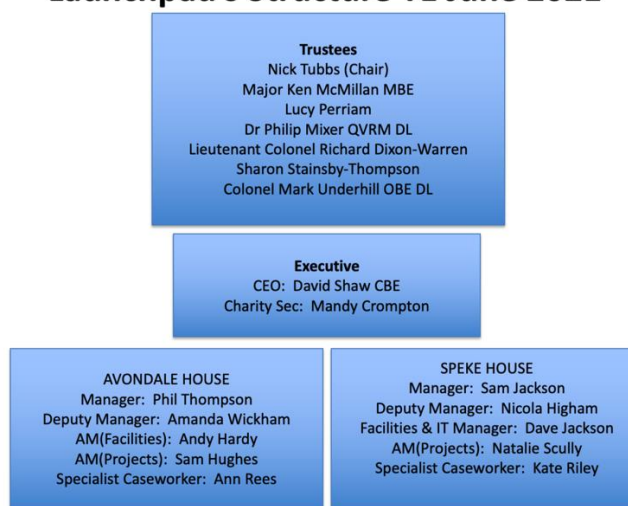 Trustees
Nick Tubbs (Chair)
Major Ken McMillan MBE
Lucy Perriam
Dr Philip Mixer QVRM DL
Lieutenant Colonel Richard Dixon-Warren
Sharon Stainsby-Thompson
Colonel Mark Underhill OBE DL
Executive
CEO: David Shaw CBE
Charity Sec: Mandy Crompton
AVONDALE HOUSE
Manager: Phil Thompson
Deputy Manager: Amanda Wickham
AM(Facilities): Andy Hardy
AM(Projects): Sam Hughes
Specialist Caseworker: Ann Rees
SPEKE HOUSE
Manager: Sam Jackson
Deputy Manager: Nicola Higham
Facilities & IT Manager: Dave Jackson
AM(Projects): Natalie Scully
Specialist Caseworker: Kate Riley